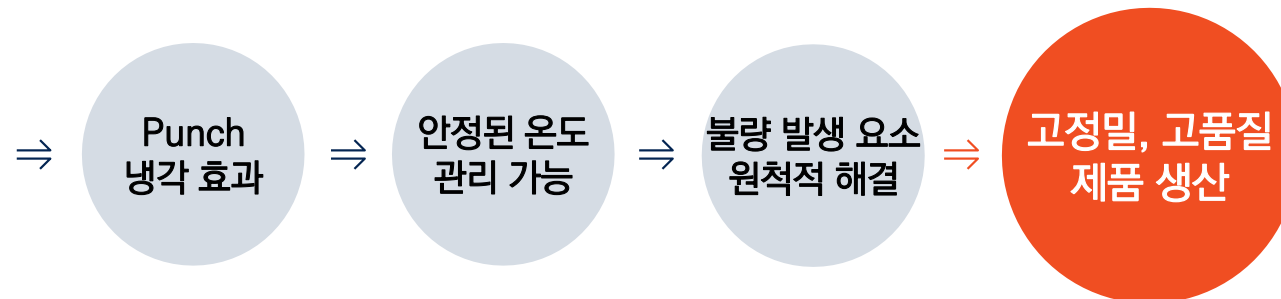 ⇒
Punch
냉각 효과
⇒
안정된 온도
관리 가능
⇒
불량 발생 요소
원척적 해결
⇒
고정밀, 고품질
제품 생산